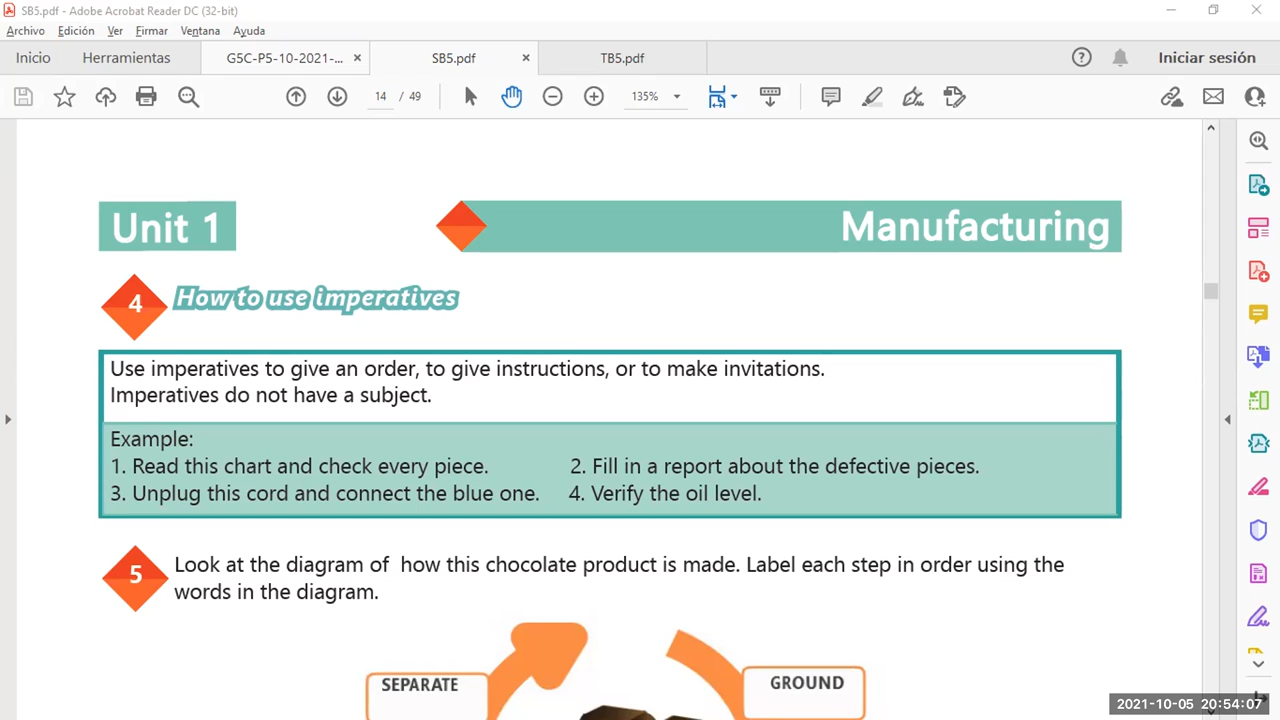 SB5.pdf - Adobe Acrobat Reader DC (32-bit)
Archivo Edición Ver Firmar Ventana Ayuda
Inicio Herramientas G5C-P5-10-2021-... × SB5.pdf × TB5.pdf Iniciar sesión
14 / 49 135%
Unit 1 Manufacturing
4 How to use imperatives
Use imperatives to give an order, to give instructions, or to make invitations.
Imperatives do not have a subject.
Example:
1. Read this chart and check every piece. 2. Fill in a report about the defective pieces.
3. Unplug this cord and connect the blue one. 4. Verify the oil level.
5 Look at the diagram of how this chocolate product is made. Label each step in order using the
words in the diagram.
SEPARATE GROUND
2021-10-05 20:54:07